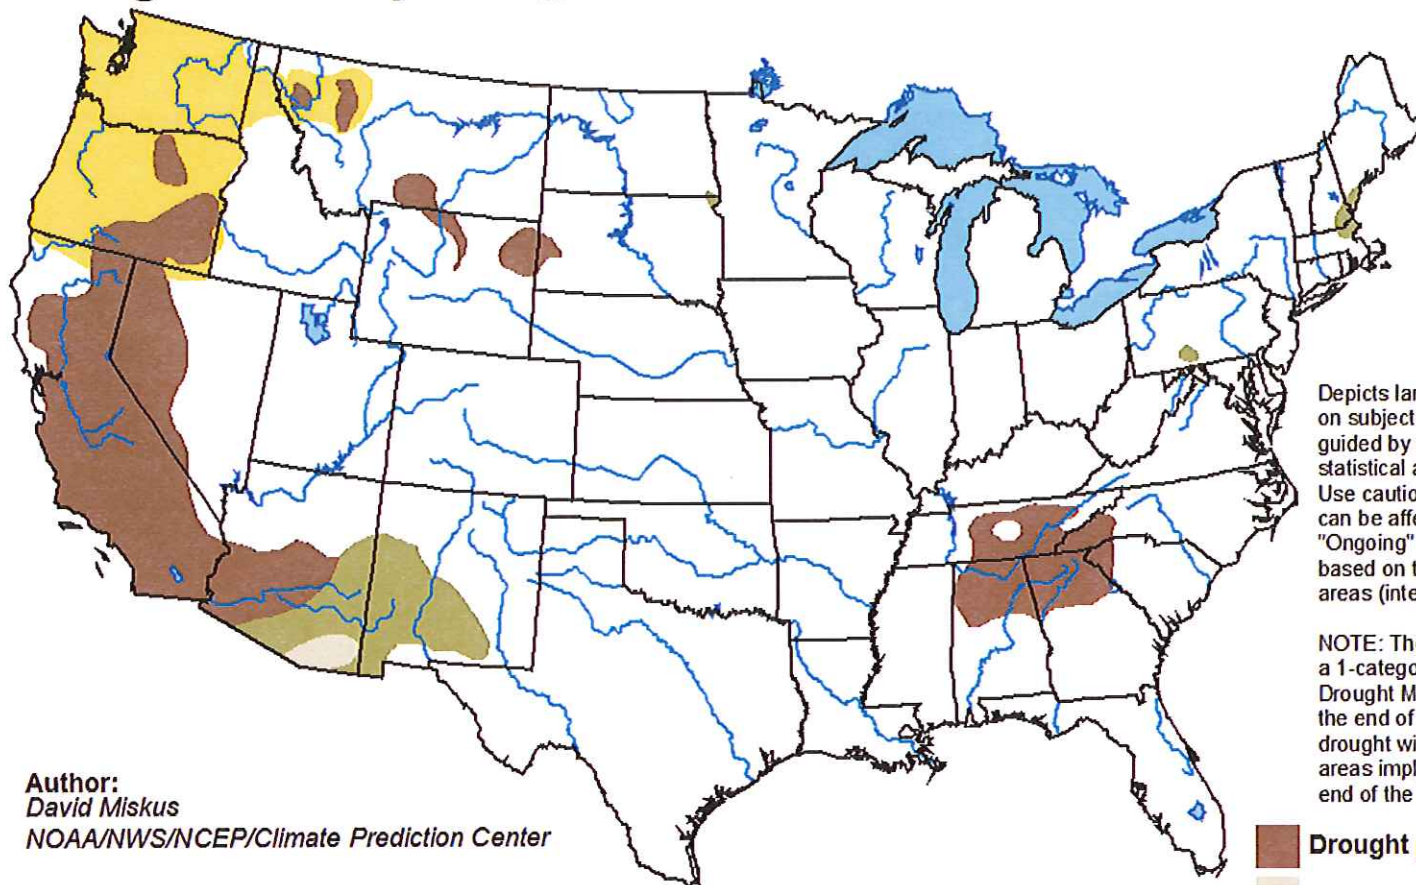 Depicts lar
on subject
guided by
statistical a
Use cautio
can be affe
"Ongoing"
based on t
areas (inte
NOTE: Th
a 1-catego
Drought M
the end of
drought wi
areas impl
end of the
Author:
David Miskus
NOAA/NWS/NCEP/Climate Prediction Center
Drought